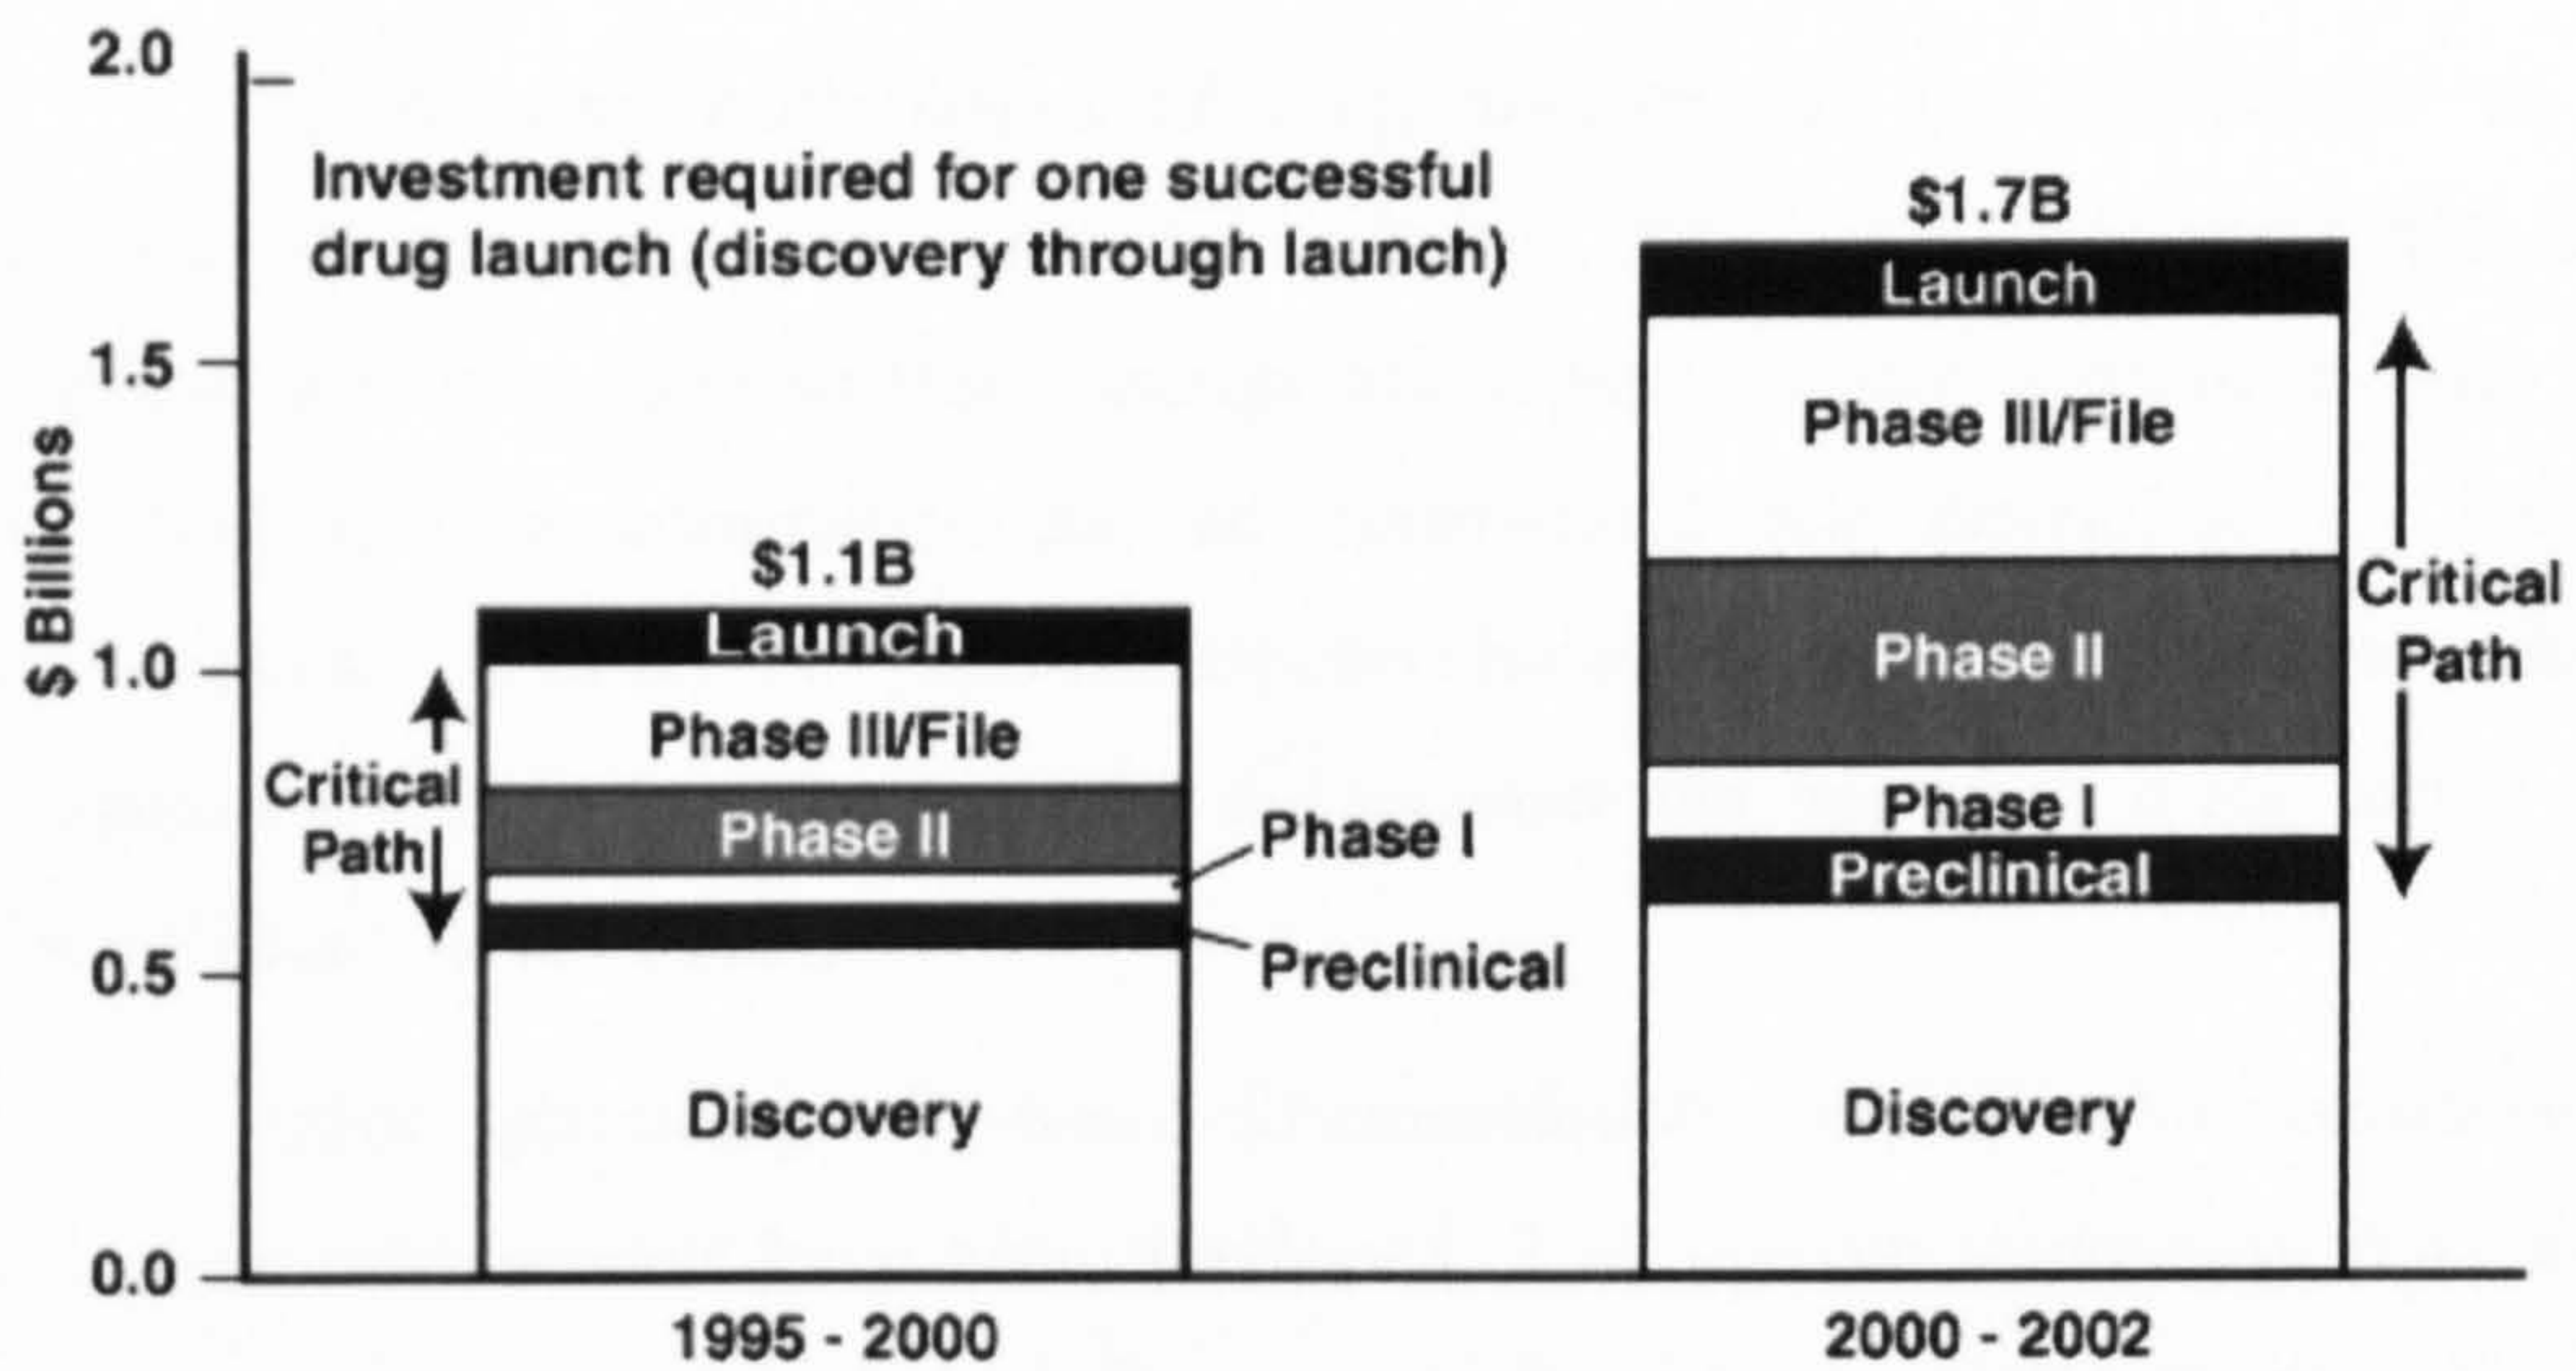 2.0
Investment required for one successful
drug launch (discovery through launch)
$1.7B
Launch
1.5
Phase III/File
$ Billions
$1.1B
Launch
1.0
Critical
Path
Phase II
Phase III/File
Critical
Path
Phase II
Phase I
Phase I
Preclinical
Preclinical
0.5
Discovery
Discovery
0.0
1995 - 2000
2000 - 2002